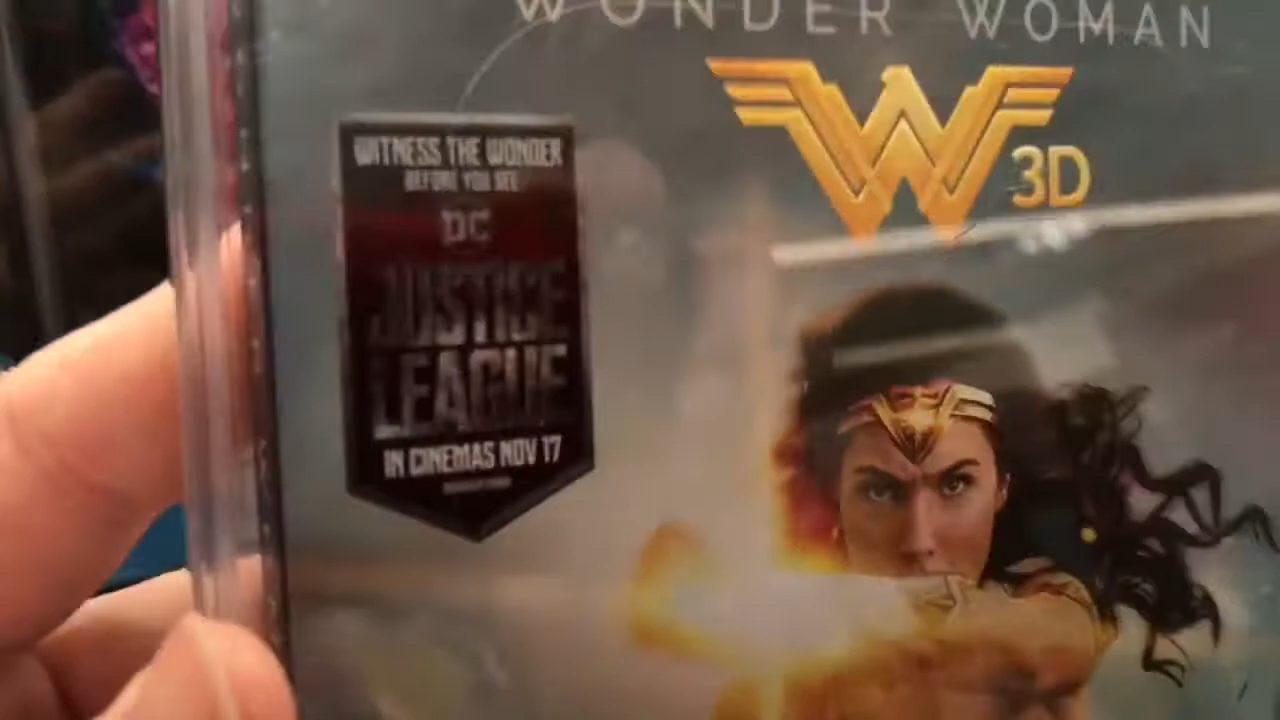 WONDER WOMAN
3D
WITNESS THE WONDER
BEFORE YOU SEE
DC
JUSTICE
LEAGUE
IN CINEMAS NOV 17